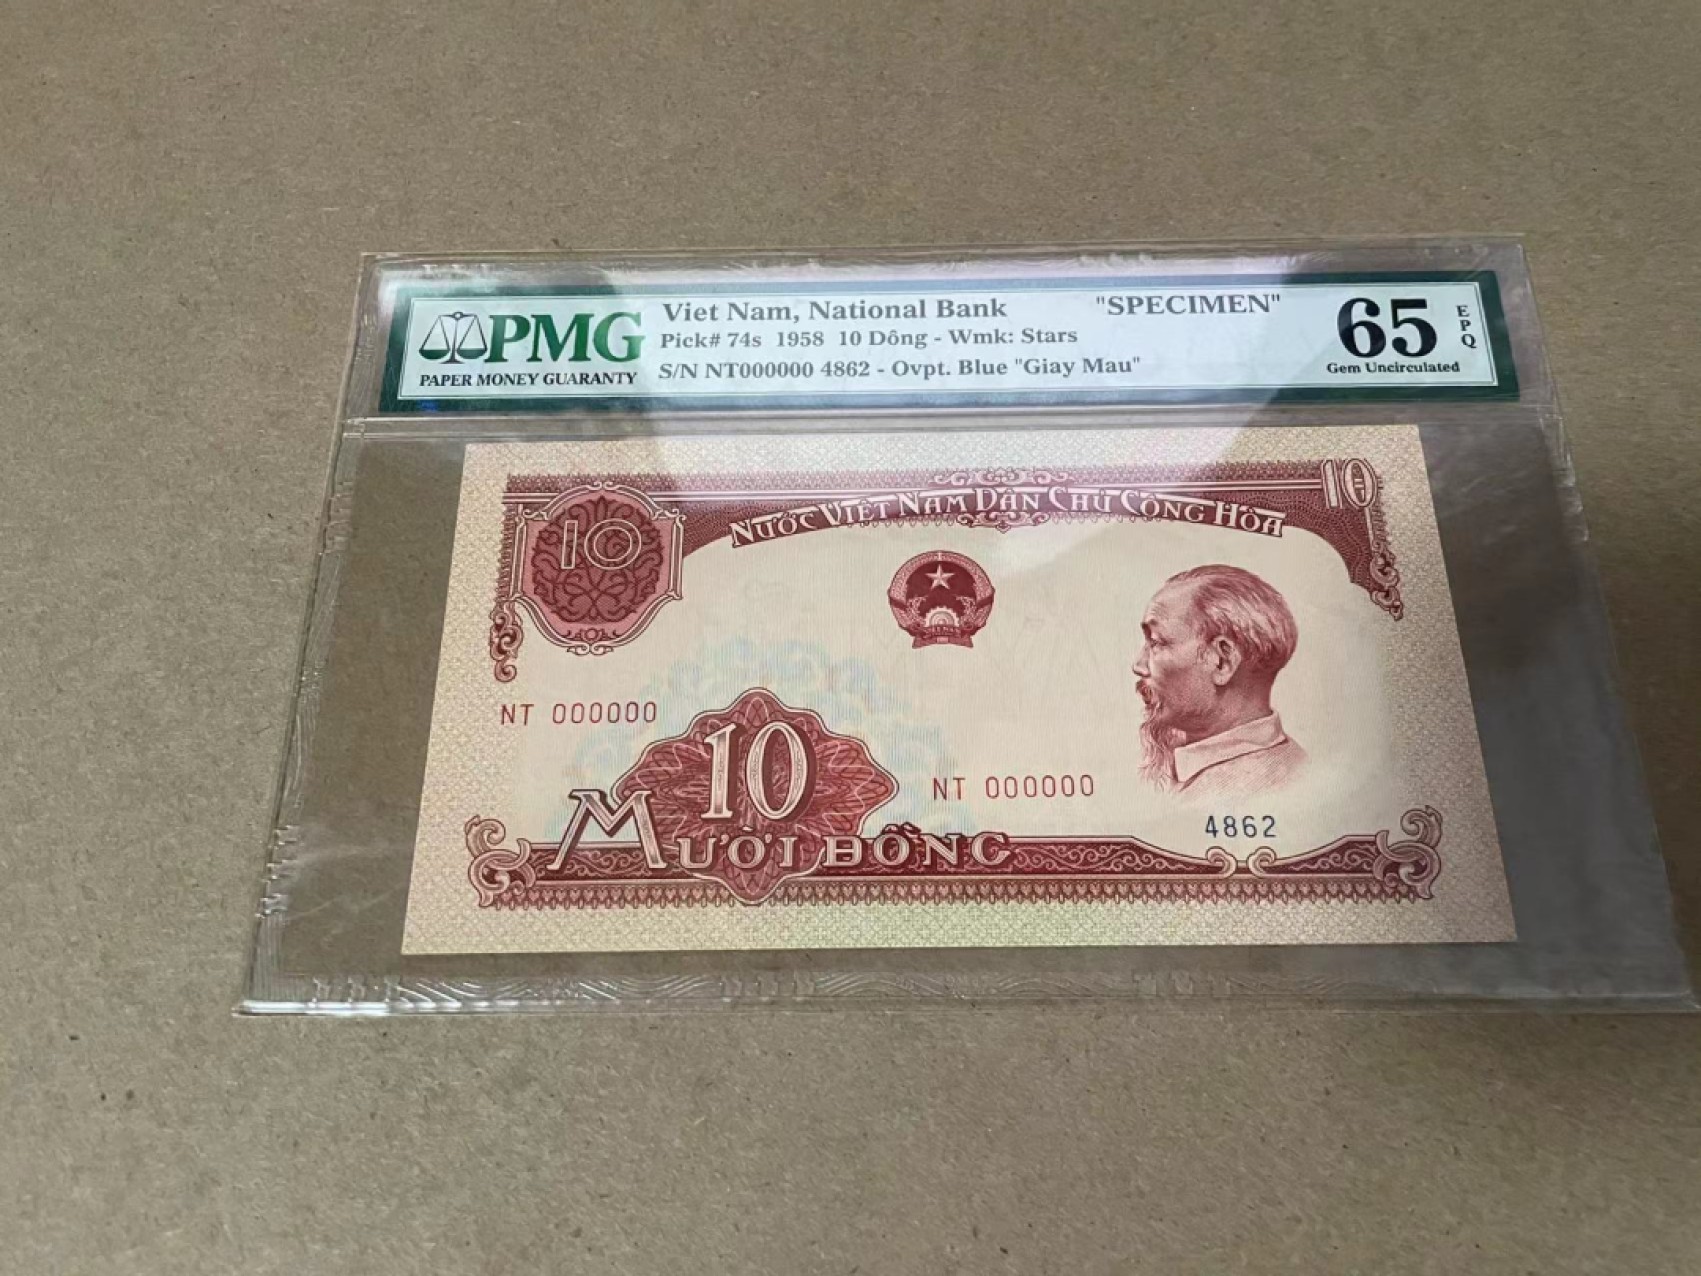 PMG
PAPER MONEY GUARANTY
Viet Nam, National Bank "SPECIMEN"
Pick# 74s 1958 10 Dông - Wmk: Stars
S/N NT000000 4862 - Ovpt. Blue "Giay Mau"
65 EPQ
Gem Uncirculated
10
NƯỚC VIỆT NAM DÂN CHỦ CỘNG HÒA
10
NT 000000
10
NT 000000
4862
MƯỜI ĐỒNG